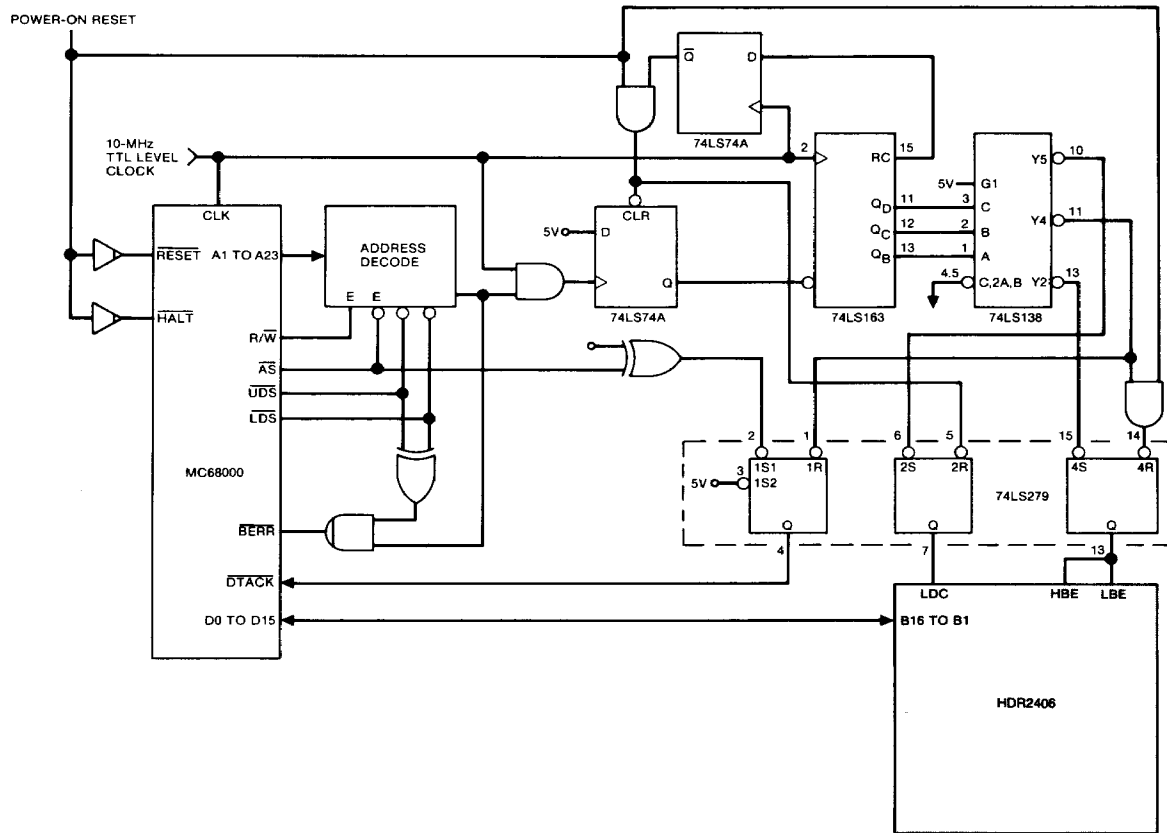 POWER-ON RESET
10-MHz
TTL LEVEL
CLOCK
Q
D
74LS74A
2
RC
15
QD
11
QC
12
QB
13
74LS163
5V
G1
3
C
2
B
1
A
4.5
C,2A,B
Y5
10
Y4
11
Y2
13
74LS138
CLK
RESET
A1 TO A23
HALT
E
R/W
AS
UDS
LDS
MC68000
BERR
DTACK
D0 TO D15
ADDRESS
DECODE
E
5V
D
CLR
Q
74LS74A
2
1
6
5
15
14
1S1
1R
5V
3
1S2
Q
4
2S
2R
Q
7
4S
4R
Q
13
74LS279
LDC
HBE
LBE
B16 TO B1
HDR2406